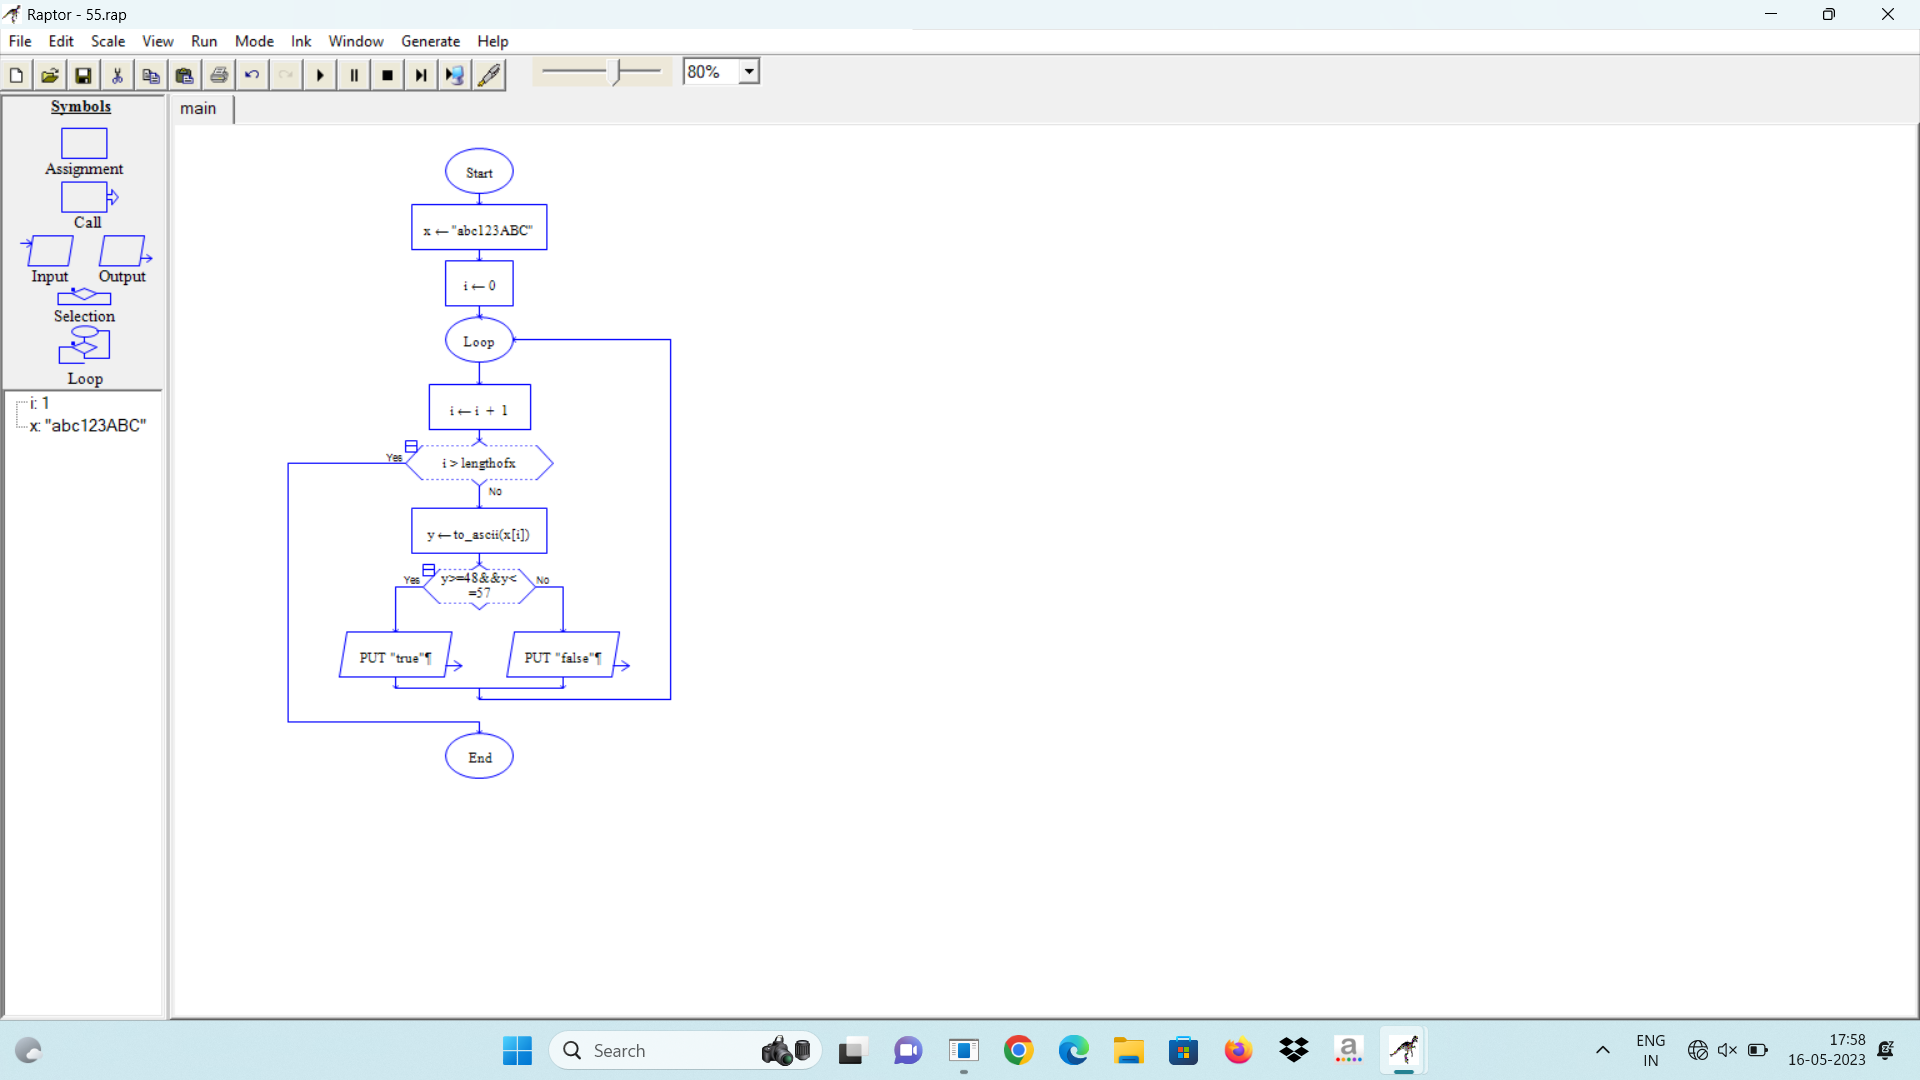 Raptor - 55.rap
File Edit Scale View Run Mode Ink Window Generate Help
80%
Symbols
Assignment
Call
Input Output
Selection
Loop
i: 1
x: "abc123ABC"
main
Start
x ← "abc123ABC"
i ← 0
Loop
i ← i + 1
Yes
i > lengthofx
No
y ← to_ascii(x[i])
Yes
y>=48&&y<
=57
No
PUT "true"¶
PUT "false"¶
End
Search
a
ENG
IN
17:58
16-05-2023